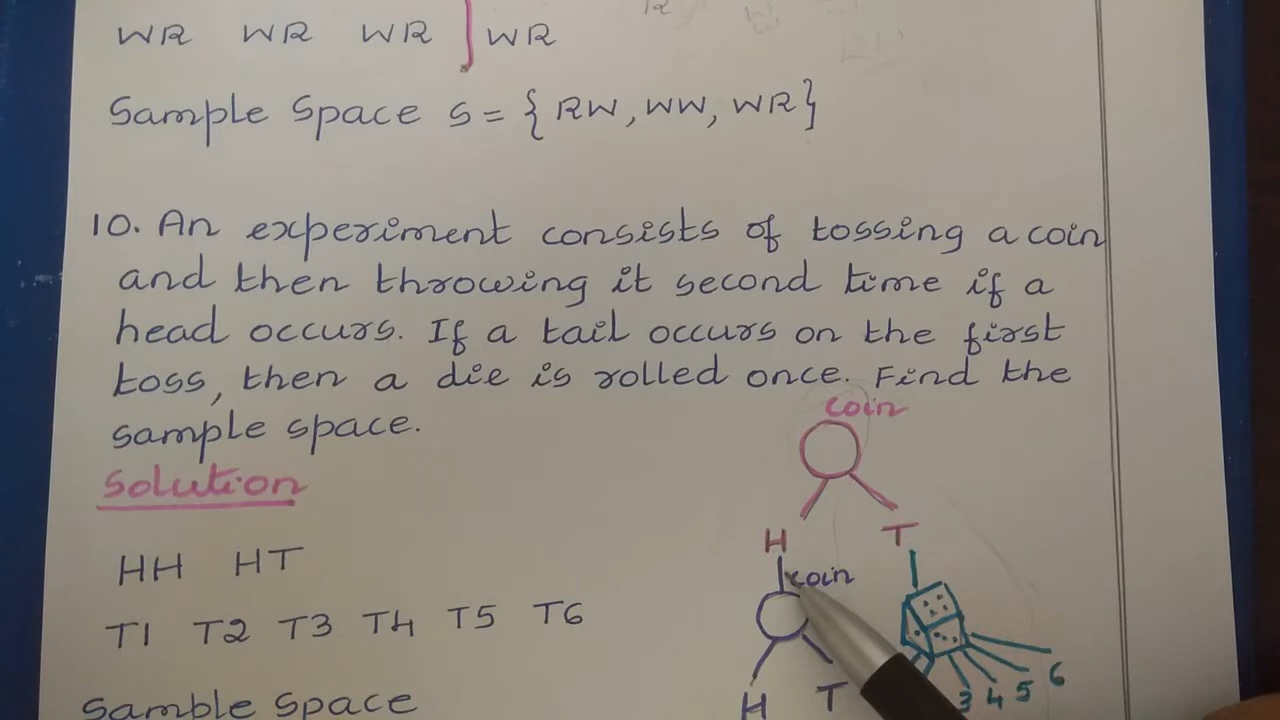 WR WR WR WR
Sample Space S = {RW, WW, WR}
10. An experiment consists of tossing a coin
and then throwing it second time if a
head occurs. If a tail occurs on the first
toss, then a die is rolled once. Find the
sample space.
coin
Solution
H T
HH HT
coin
T1 T2 T3 T4 T5 T6
H T 3 4 5 6
Sample Space